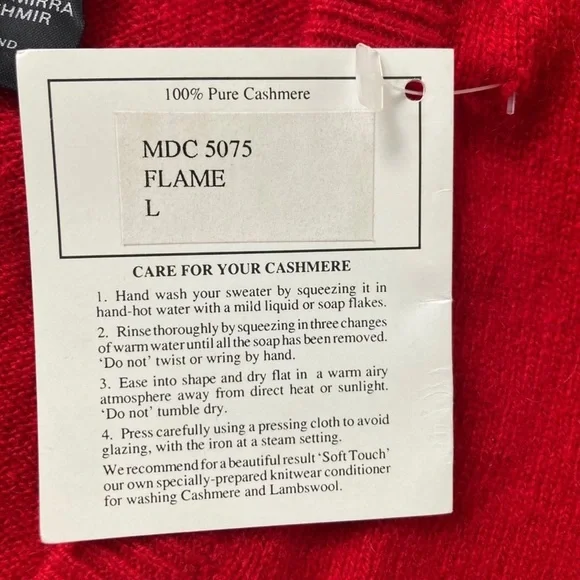 100% Pure Cashmere
MDC 5075
FLAME
L
CARE FOR YOUR CASHMERE
1. Hand wash your sweater by squeezing it in
hand-hot water with a mild liquid or soap flakes.
2. Rinse thoroughly by squeezing in three changes
of warm water until all the soap has been removed.
'Do not' twist or wring by hand.
3. Ease into shape and dry flat in a warm airy
atmosphere away from direct heat or sunlight.
'Do not' tumble dry.
4. Press carefully using a pressing cloth to avoid
glazing, with the iron at a steam setting.
We recommend for a beautiful result 'Soft Touch'
our own specially-prepared knitwear conditioner
for washing Cashmere and Lambswool.